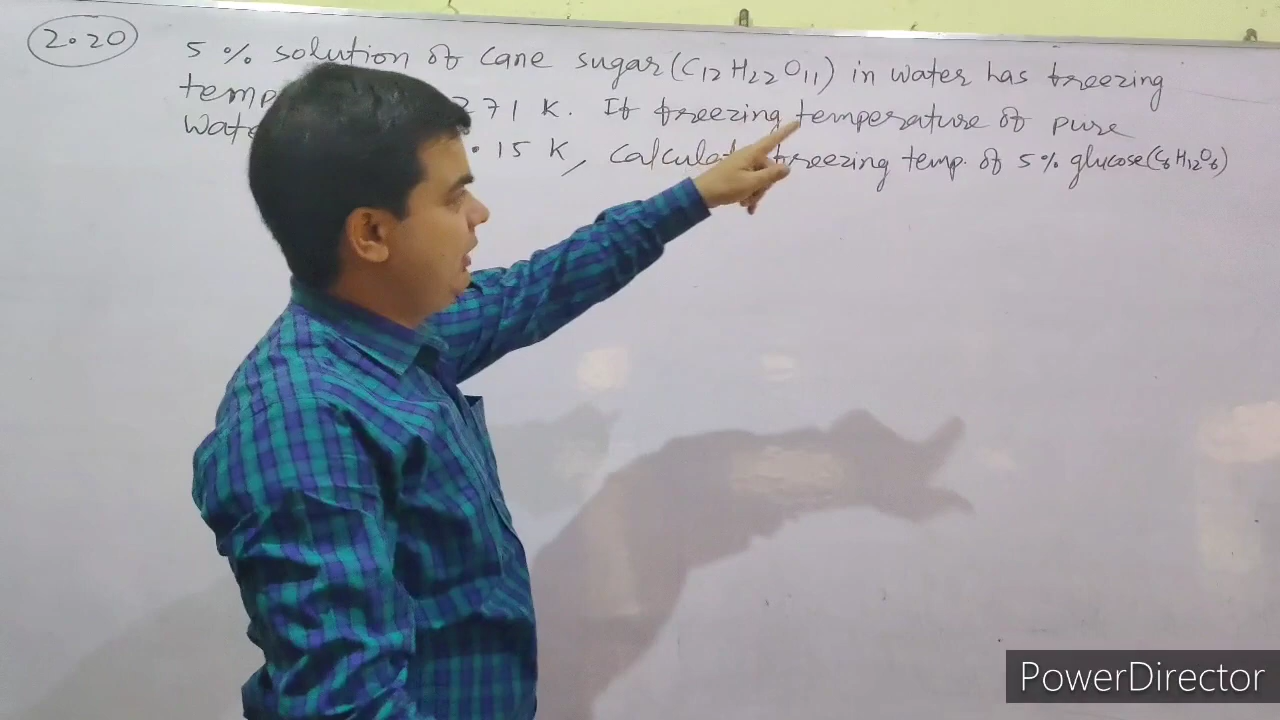 2.20
5 % solution of cane sugar (C12H22O11) in water has freezing
temp 271 K. If freezing temperature of pure
Wate .15 K, Calculat freezing temp. of 5% glucose (C6H12O6)
PowerDirector